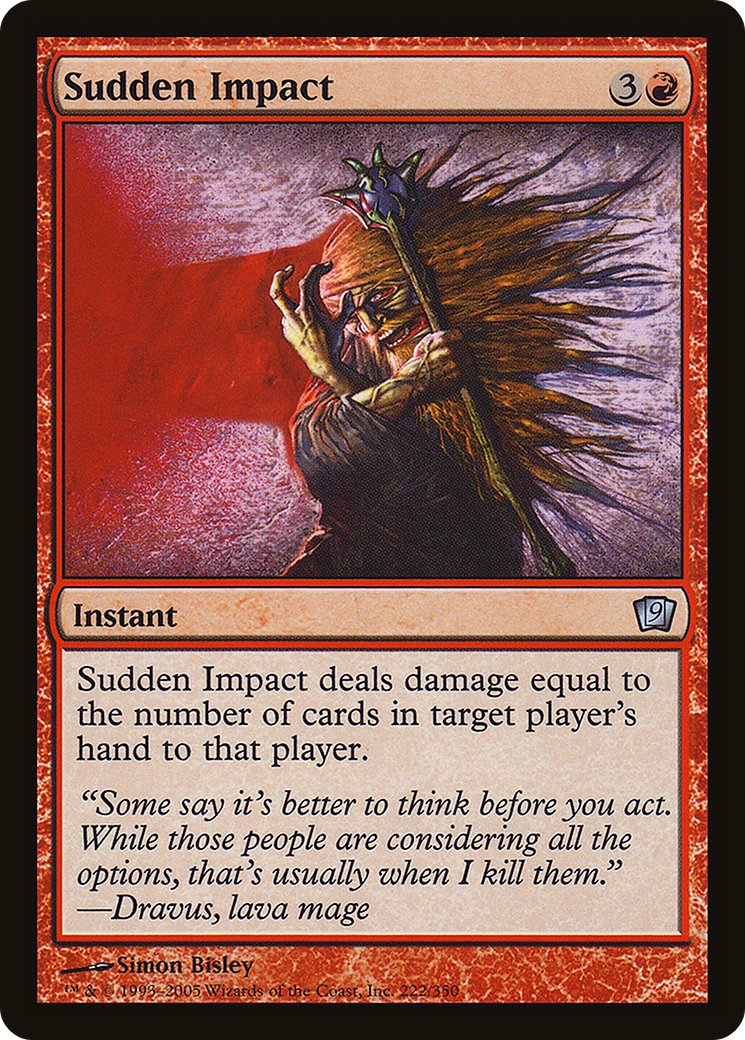 Sudden Impact 3
Instant 9
Sudden Impact deals damage equal to
the number of cards in target player's
hand to that player.
“Some say it's better to think before you act.
While those people are considering all the
options, that's usually when I kill them.”
—Dravus, lava mage
Simon Bisley
™ & © 1993–2005 Wizards of the Coast, Inc. 222/350